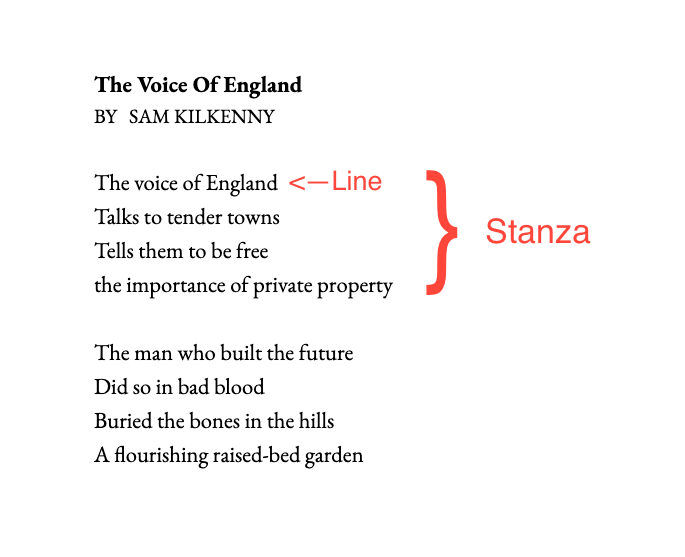 The Voice Of England
BY SAM KILKENNY
The voice of England <—Line
Talks to tender towns
Tells them to be free
the importance of private property
} Stanza
The man who built the future
Did so in bad blood
Buried the bones in the hills
A flourishing raised-bed garden